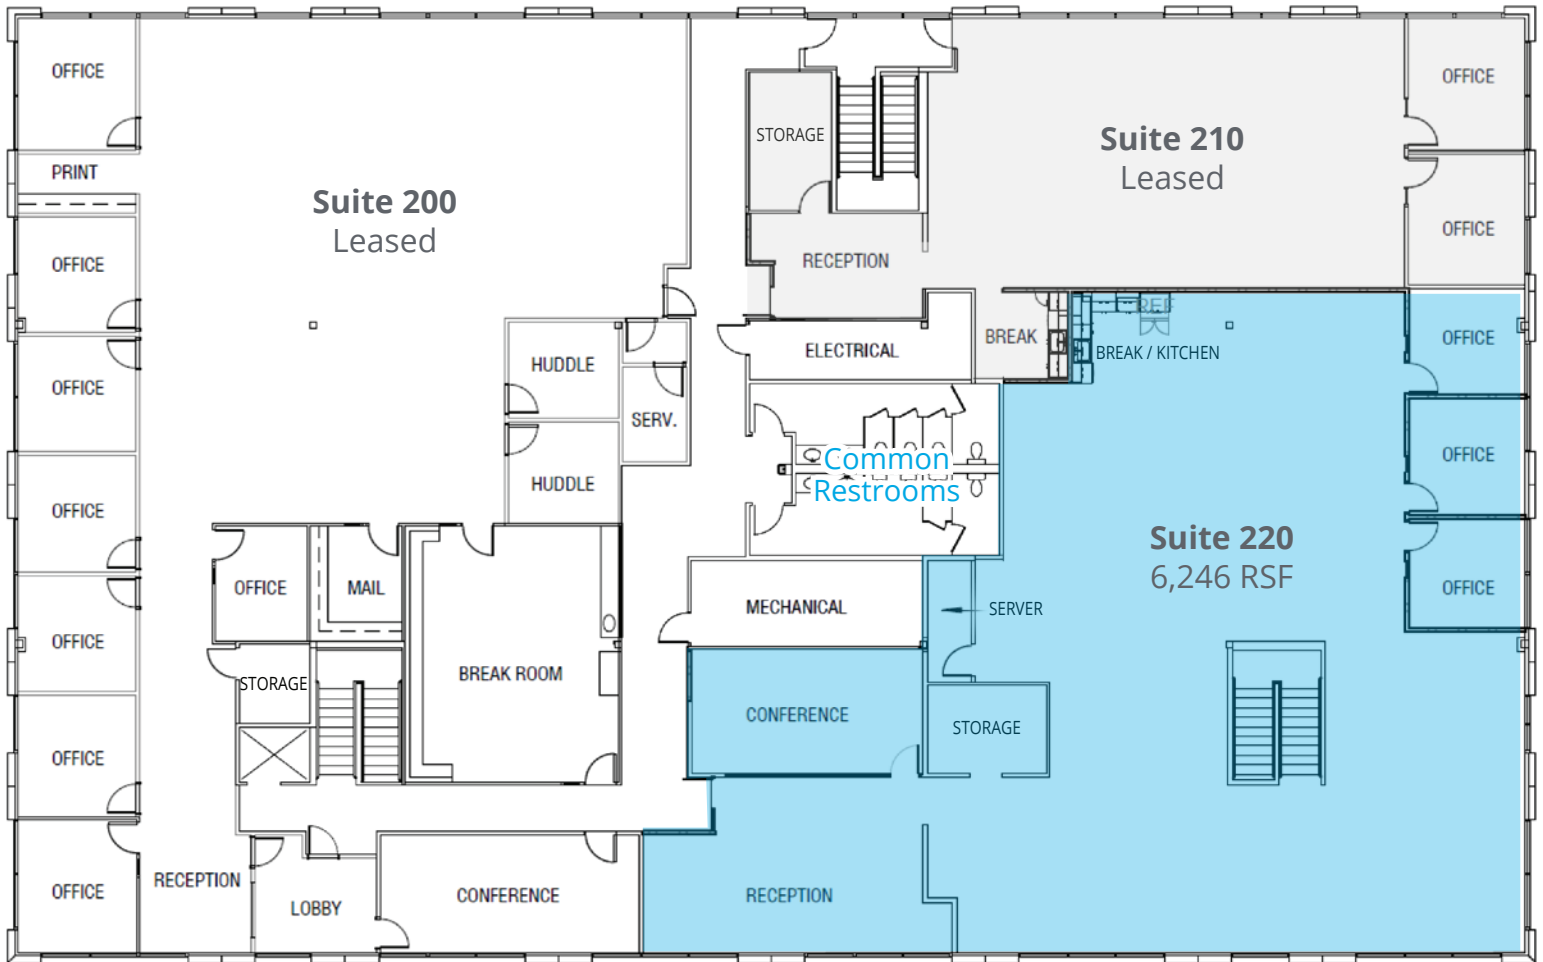 OFFICE
OFFICE
STORAGE
Suite 210
Leased
PRINT
Suite 200
Leased
OFFICE
OFFICE
RECEPTION
REF
BREAK
BREAK / KITCHEN
OFFICE
ELECTRICAL
HUDDLE
OFFICE
SERV.
Common
Restrooms
OFFICE
HUDDLE
OFFICE
Suite 220
6,246 RSF
OFFICE
MAIL
MECHANICAL
SERVER
OFFICE
OFFICE
BREAK ROOM
STORAGE
CONFERENCE
STORAGE
OFFICE
RECEPTION
OFFICE
LOBBY
CONFERENCE
RECEPTION